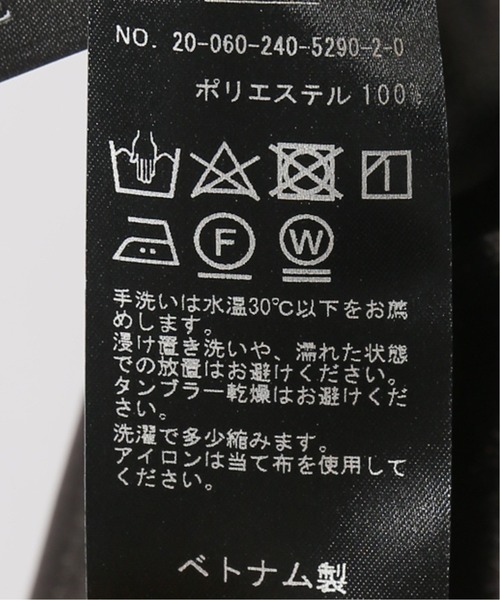 NO. 20-060-240-5290-2-0
ポリエステル 100%
F
W
手洗いは水温30℃以下をお薦
めします。
浸け置き洗いや、濡れた状態
での放置はお避けください。
タンブラー乾燥はお避けくだ
さい。
洗濯で多少縮みます。
アイロンは当て布を使用して
ください。
ベトナム製